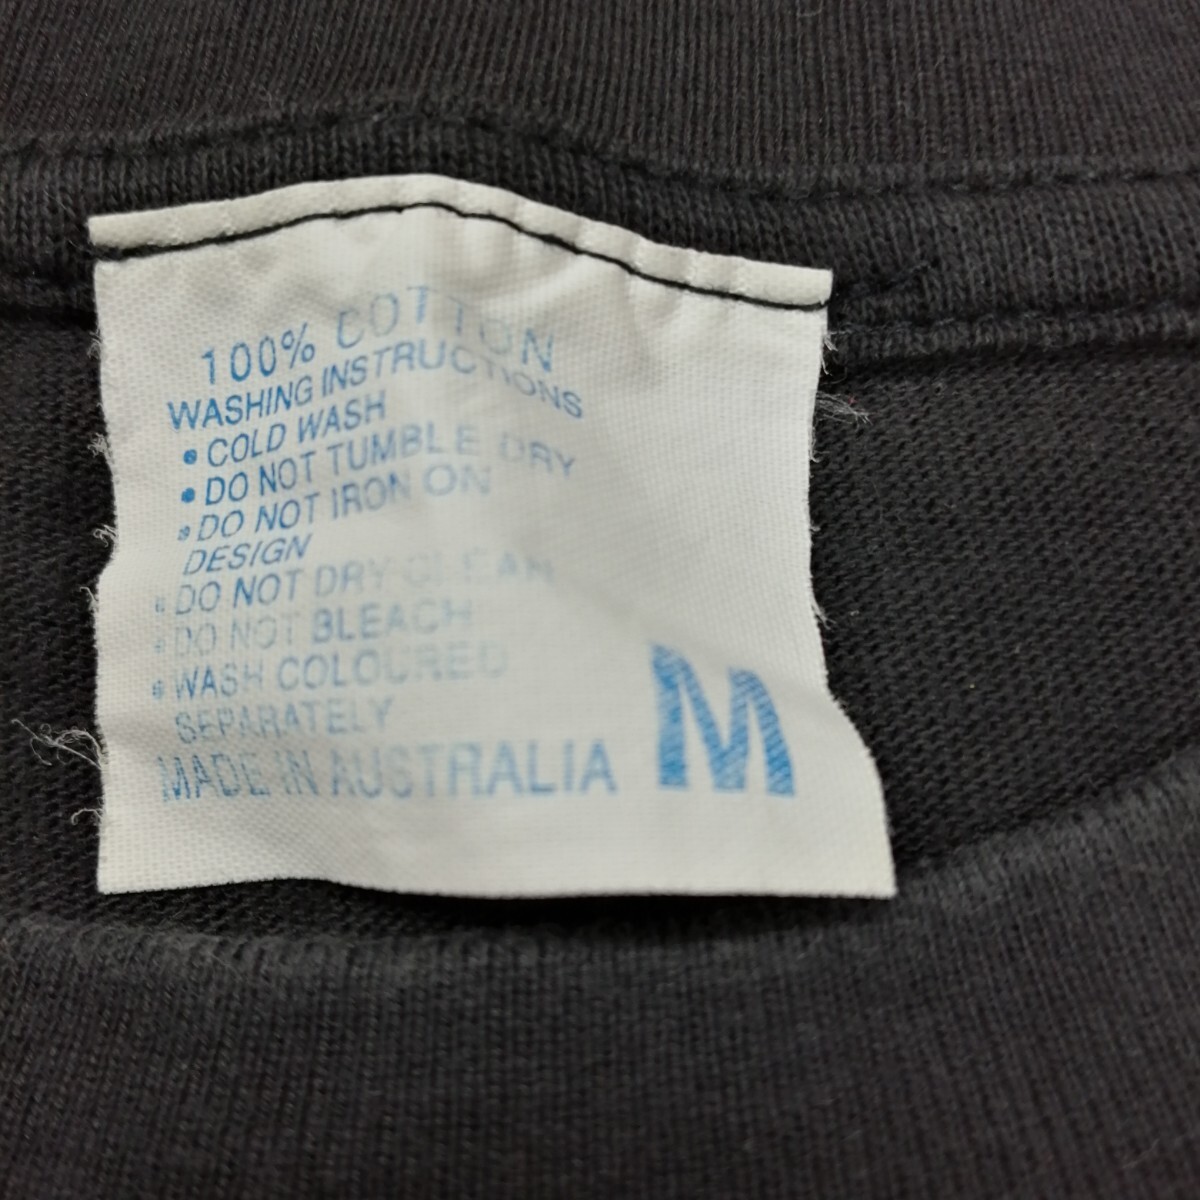 100% COTTON
WASHING INSTRUCTIONS
• COLD WASH
• DO NOT TUMBLE DRY
• DO NOT IRON ON
DESIGN
• DO NOT DRY CLEAN
• DO NOT BLEACH
• WASH COLOURED
SEPARATELY
MADE IN AUSTRALIA M